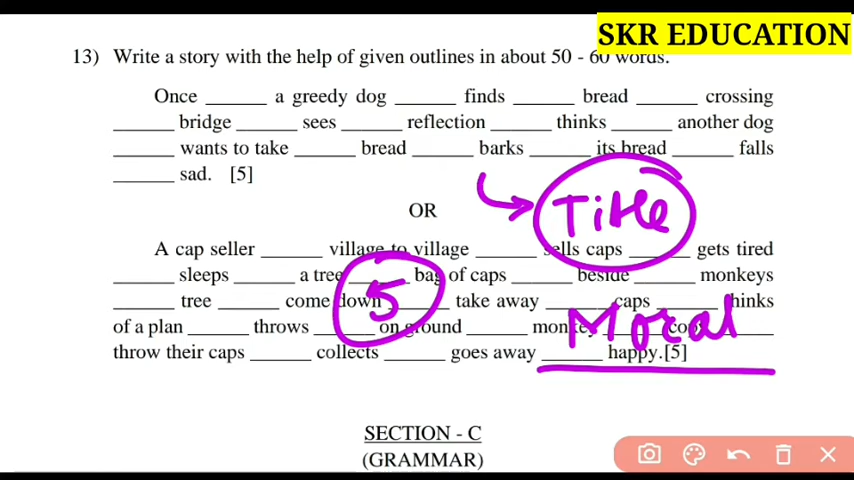 SKR EDUCATION
13) Write a story with the help of given outlines in about 50 - 60 words.
Once ______ a greedy dog ______ finds ______ bread ______ crossing
______ bridge ______ sees ______ reflection ______ thinks ______ another dog
______ wants to take ______ bread ______ barks ______ its bread ______ falls
______ sad. [5]
Title
OR
A cap seller ______ village to village ______ sells caps ______ gets tired
______ sleeps ______ a tree ______ bag of caps ______ beside ______ monkeys
______ tree ______ come down ______ take away ______ caps ______ thinks
5
of a plan ______ throws ______ on ground ______ monkey ______ copy ______
Moral
throw their caps ______ collects ______ goes away ______ happy.[5]
SECTION - C
(GRAMMAR)